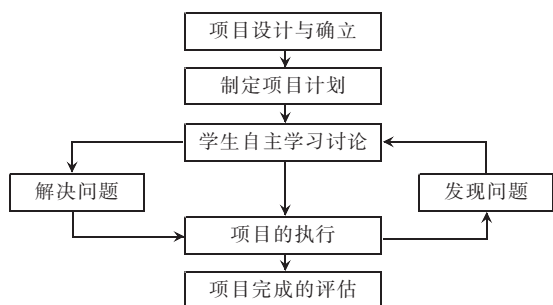 项目设计与确立
制定项目计划
学生自主学习讨论
解决问题
发现问题
项目的执行
项目完成的评估